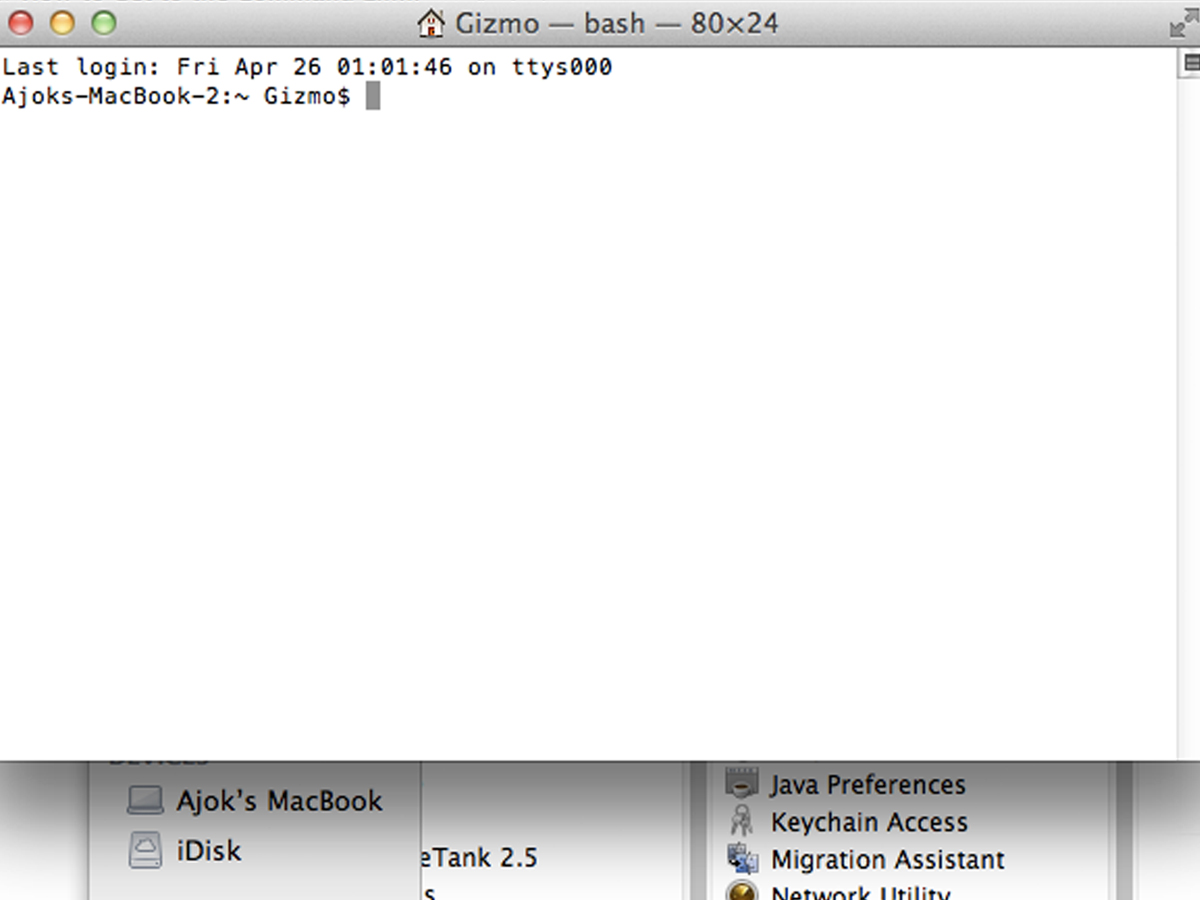 Gizmo — bash — 80×24
Last login: Fri Apr 26 01:01:46 on ttys000
Ajoks-MacBook-2:~ Gizmo$
DEVICES
Ajok's MacBook
iDisk
eTank 2.5
s
Java Preferences
Keychain Access
Migration Assistant
Network Utility